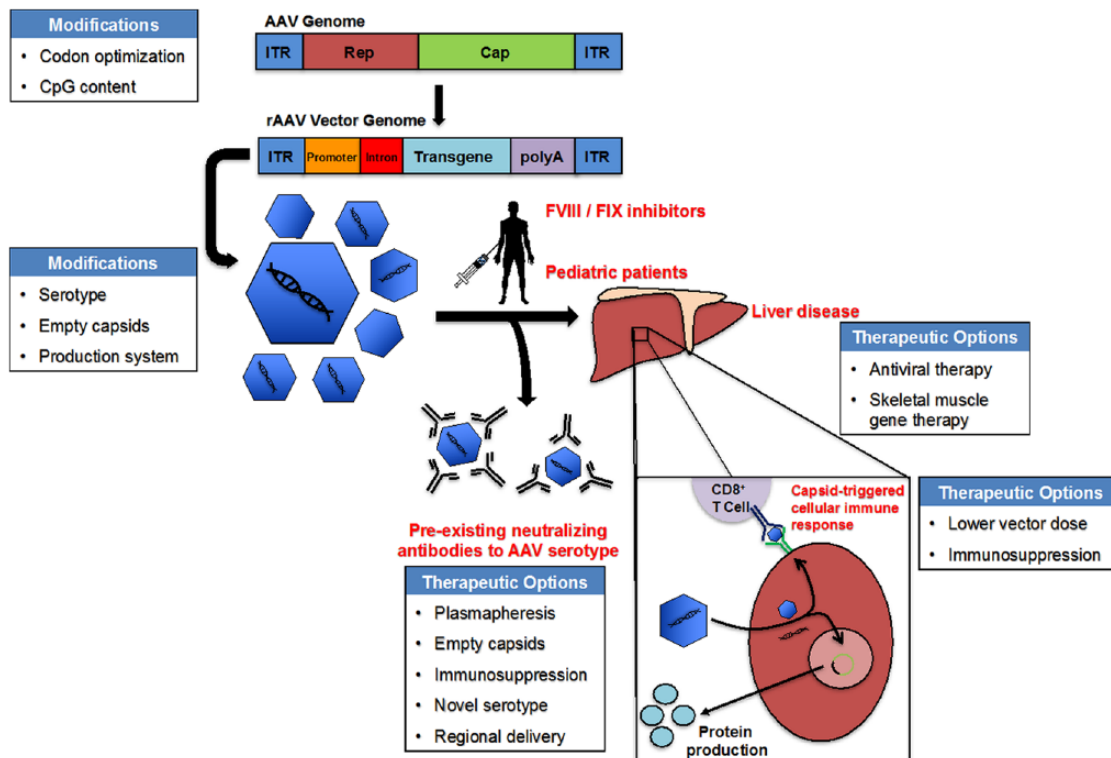 Modifications
• Codon optimization
• CpG content
AAV Genome
ITR Rep Cap ITR
rAAV Vector Genome
ITR Promoter Intron Transgene polyA ITR
Modifications
• Serotype
• Empty capsids
• Production system
FVIII / FIX inhibitors
Pediatric patients
Liver disease
Therapeutic Options
• Antiviral therapy
• Skeletal muscle
gene therapy
Pre-existing neutralizing
antibodies to AAV serotype
Therapeutic Options
• Plasmapheresis
• Empty capsids
• Immunosuppression
• Novel serotype
• Regional delivery
CD8+
T Cell
Capsid-triggered
cellular immune
response
Protein
production
Therapeutic Options
• Lower vector dose
• Immunosuppression